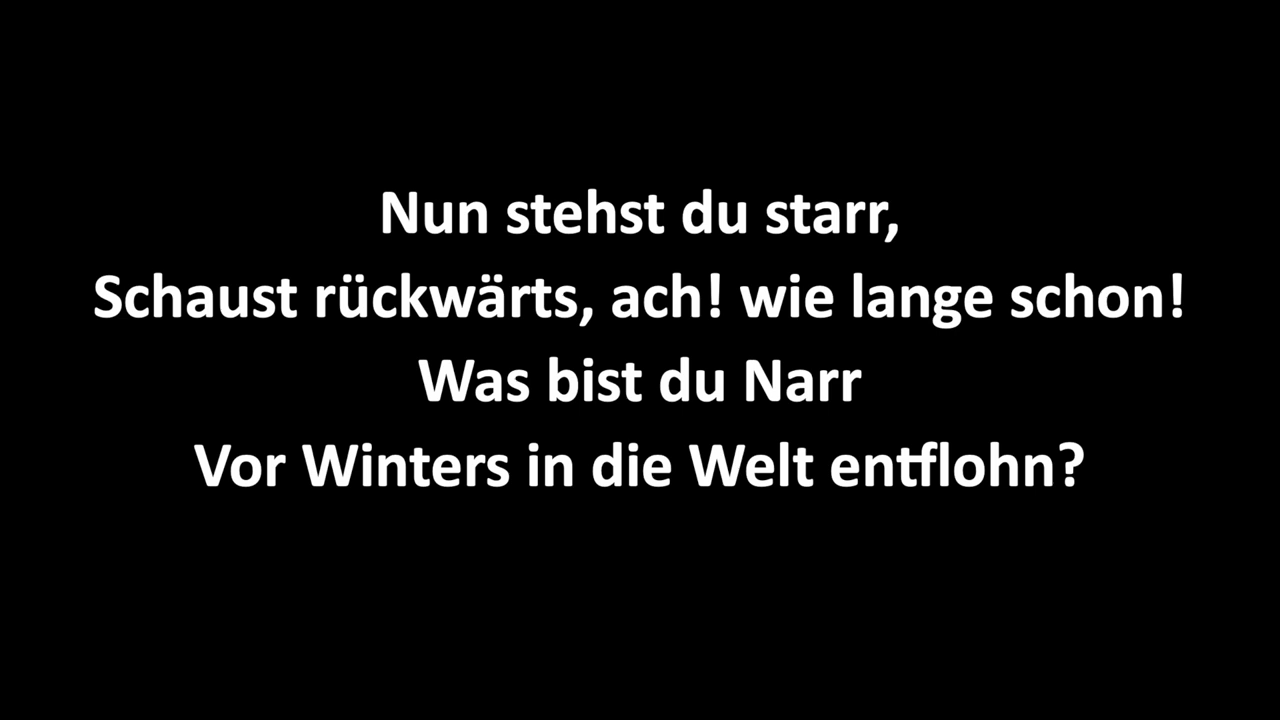 Nun stehst du starr,
Schaust rückwärts, ach! wie lange schon!
Was bist du Narr
Vor Winters in die Welt entflohn?